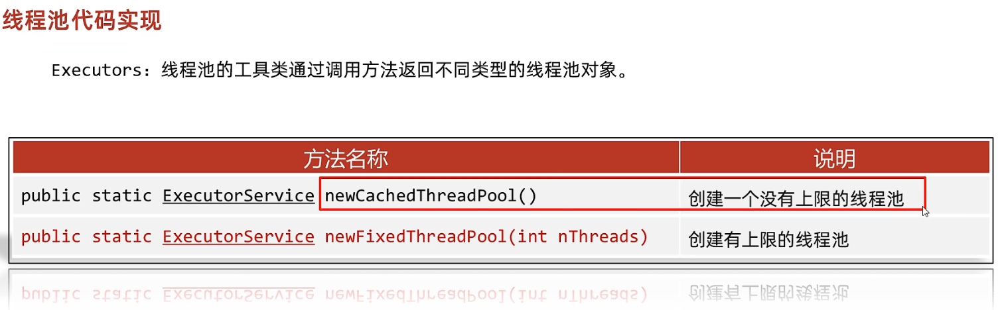 线程池代码实现
Executors：线程池的工具类通过调用方法返回不同类型的线程池对象。
方法名称 说明
public static ExecutorService newCachedThreadPool() 创建一个没有上限的线程池
public static ExecutorService newFixedThreadPool(int nThreads) 创建有上限的线程池